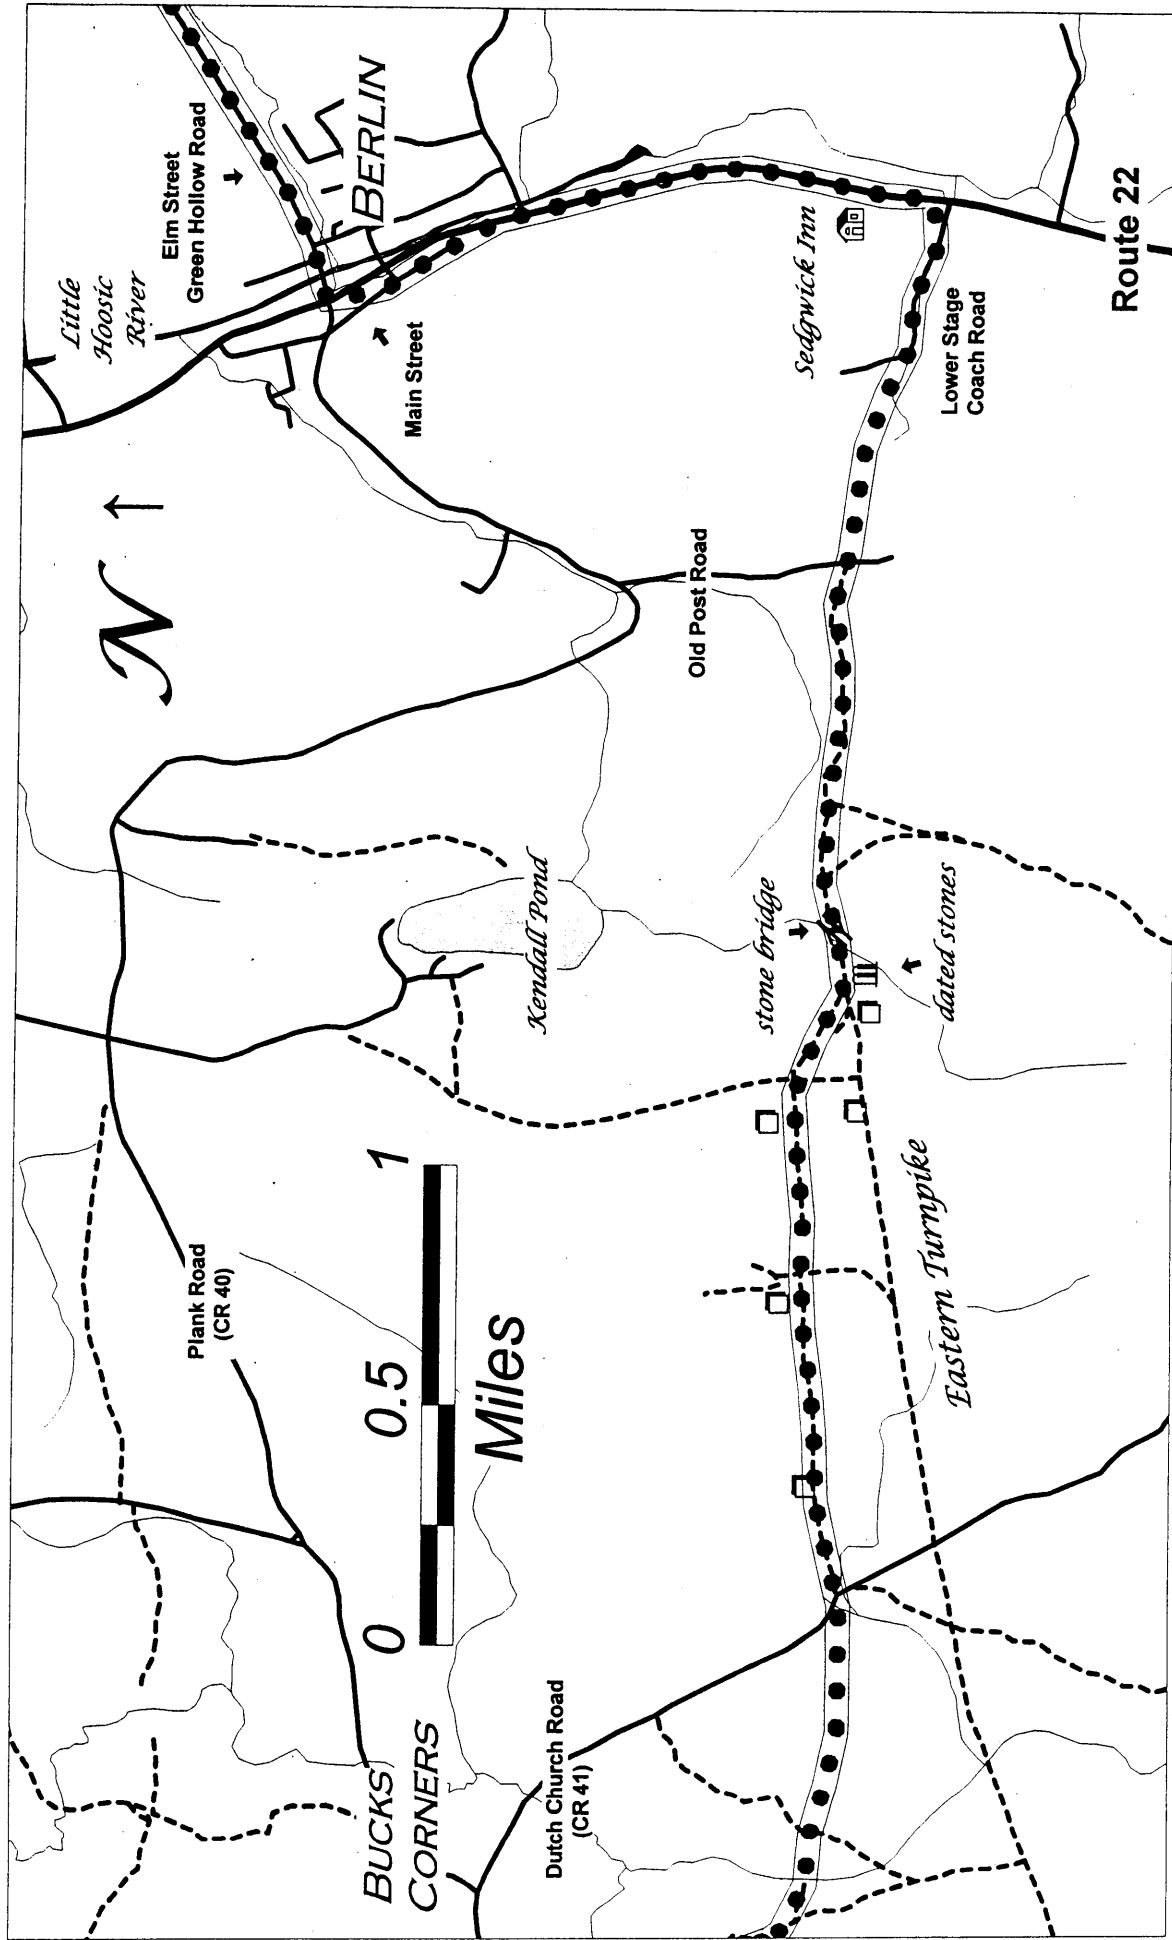 Little
Hoosic
River
Elm Street
Green Hollow Road
BERLIN
N
Main Street
Sedgwick Inn
Lower Stage
Coach Road
Route 22
Old Post Road
Kendall Pond
stone bridge
dated stones
Plank Road
(CR 40)
0 0.5 1
Miles
Eastern Turnpike
BUCKS
CORNERS
Dutch Church Road
(CR 41)